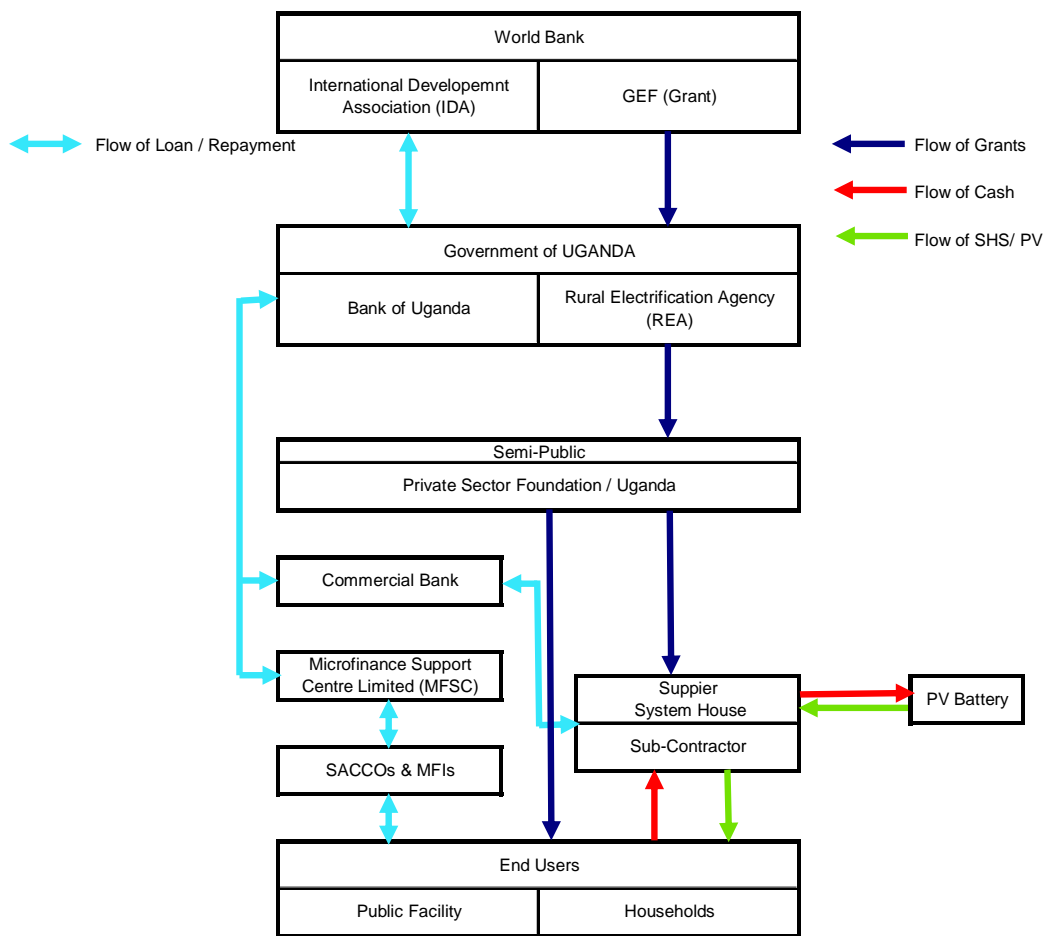 World Bank
International Developemnt
Association (IDA)
GEF (Grant)
Flow of Loan / Repayment
Flow of Grants
Flow of Cash
Flow of SHS/ PV
Government of UGANDA
Bank of Uganda
Rural Electrification Agency
(REA)
Semi-Public
Private Sector Foundation / Uganda
Commercial Bank
Microfinance Support
Centre Limited (MFSC)
Suppier
System House
PV Battery
Sub-Contractor
SACCOs & MFIs
End Users
Public Facility
Households